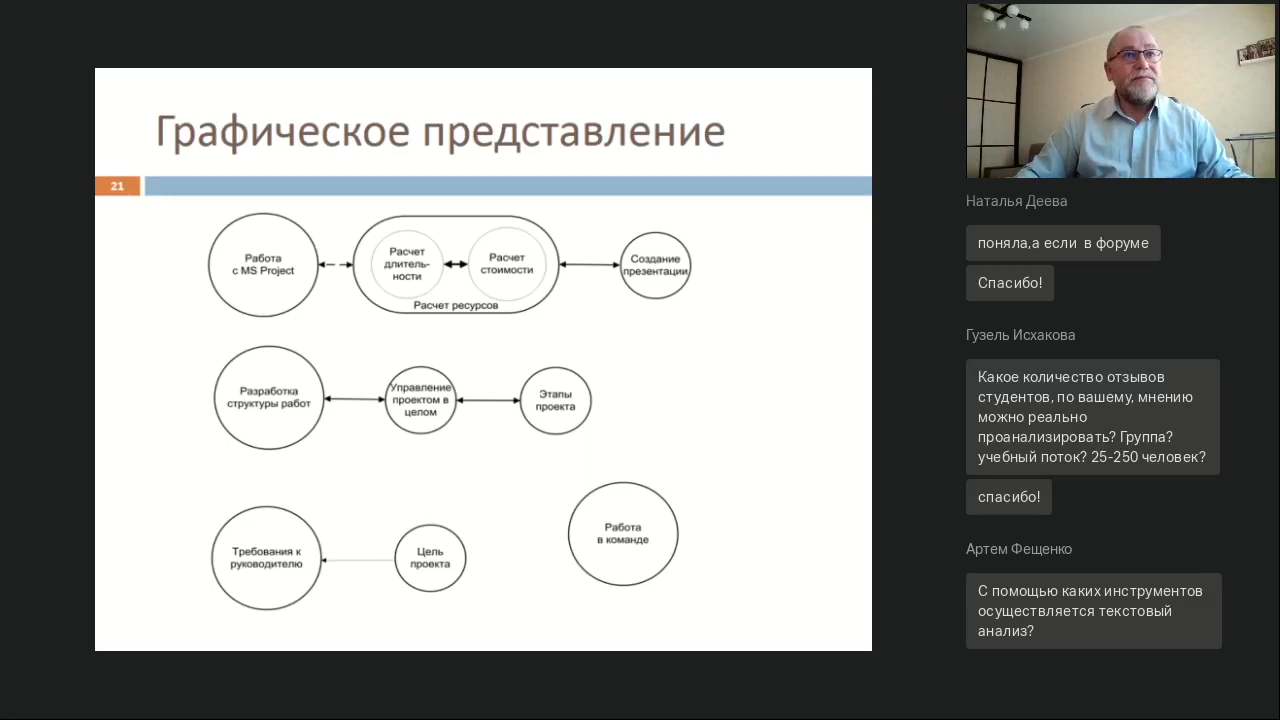 Графическое представление
21
Работа
с MS Project
Расчет
длитель-
ности
Расчет
стоимости
Расчет ресурсов
Создание
презентации
Разработка
структуры работ
Управление
проектом в
целом
Этапы
проекта
Требования к
руководителю
Цель
проекта
Работа
в команде
Наталья Деева
поняла,а если в форуме
Спасибо!
Гузель Исхакова
Какое количество отзывов
студентов, по вашему, мнению
можно реально
проанализировать? Группа?
учебный поток? 25-250 человек?
спасибо!
Артем Фещенко
С помощью каких инструментов
осуществляется текстовый
анализ?